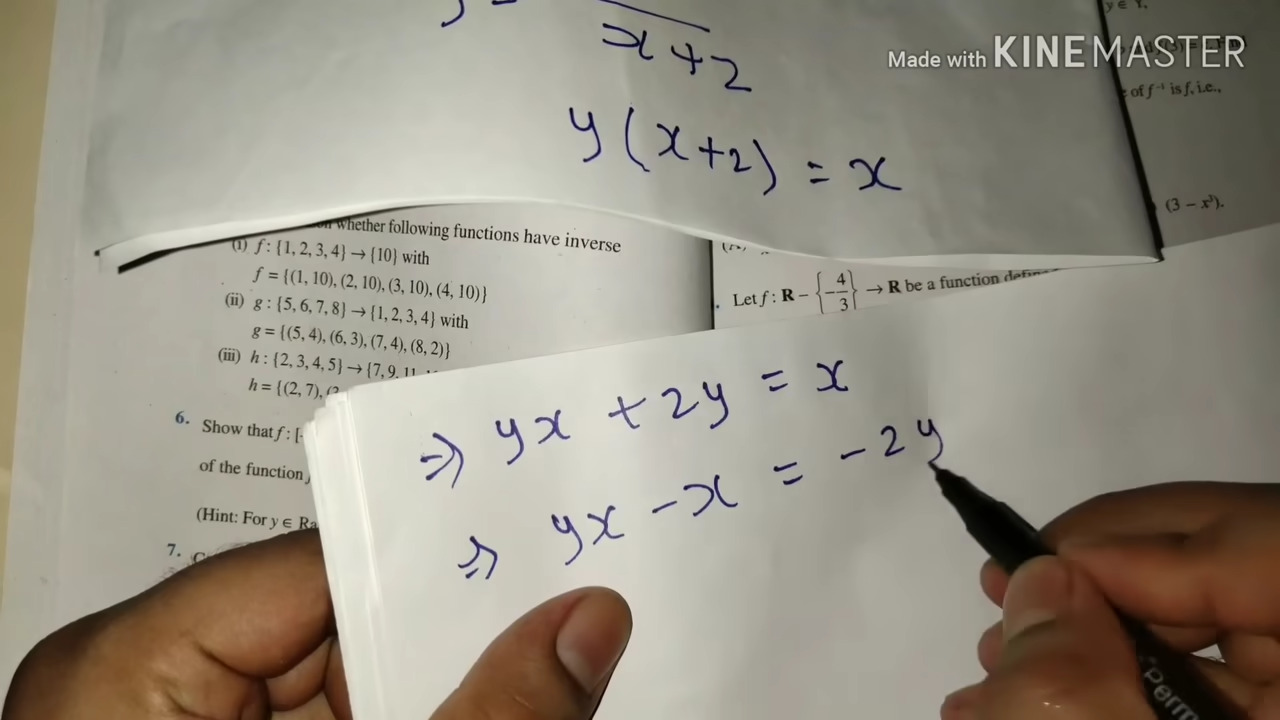 x+2
Made with KINEMASTER
y ∈ Y,
y(x+2) = x
of f⁻¹ is f, i.e.,
(3 – x³).
whether following functions have inverse
(i) f : {1, 2, 3, 4} → {10} with
f = {(1, 10), (2, 10), (3, 10), (4, 10)}
(ii) g : {5, 6, 7, 8} → {1, 2, 3, 4} with
g = {(5, 4), (6, 3), (7, 4), (8, 2)}
(iii) h : {2, 3, 4, 5} → {7, 9, 11,
h = {(2, 7),
6. Show that f : [
of the function
(Hint: For y ∈ Ra
7.
Let f : R – {-4/3} → R be a function
⇒ yx + 2y = x
⇒ yx - x = -2y
Perm